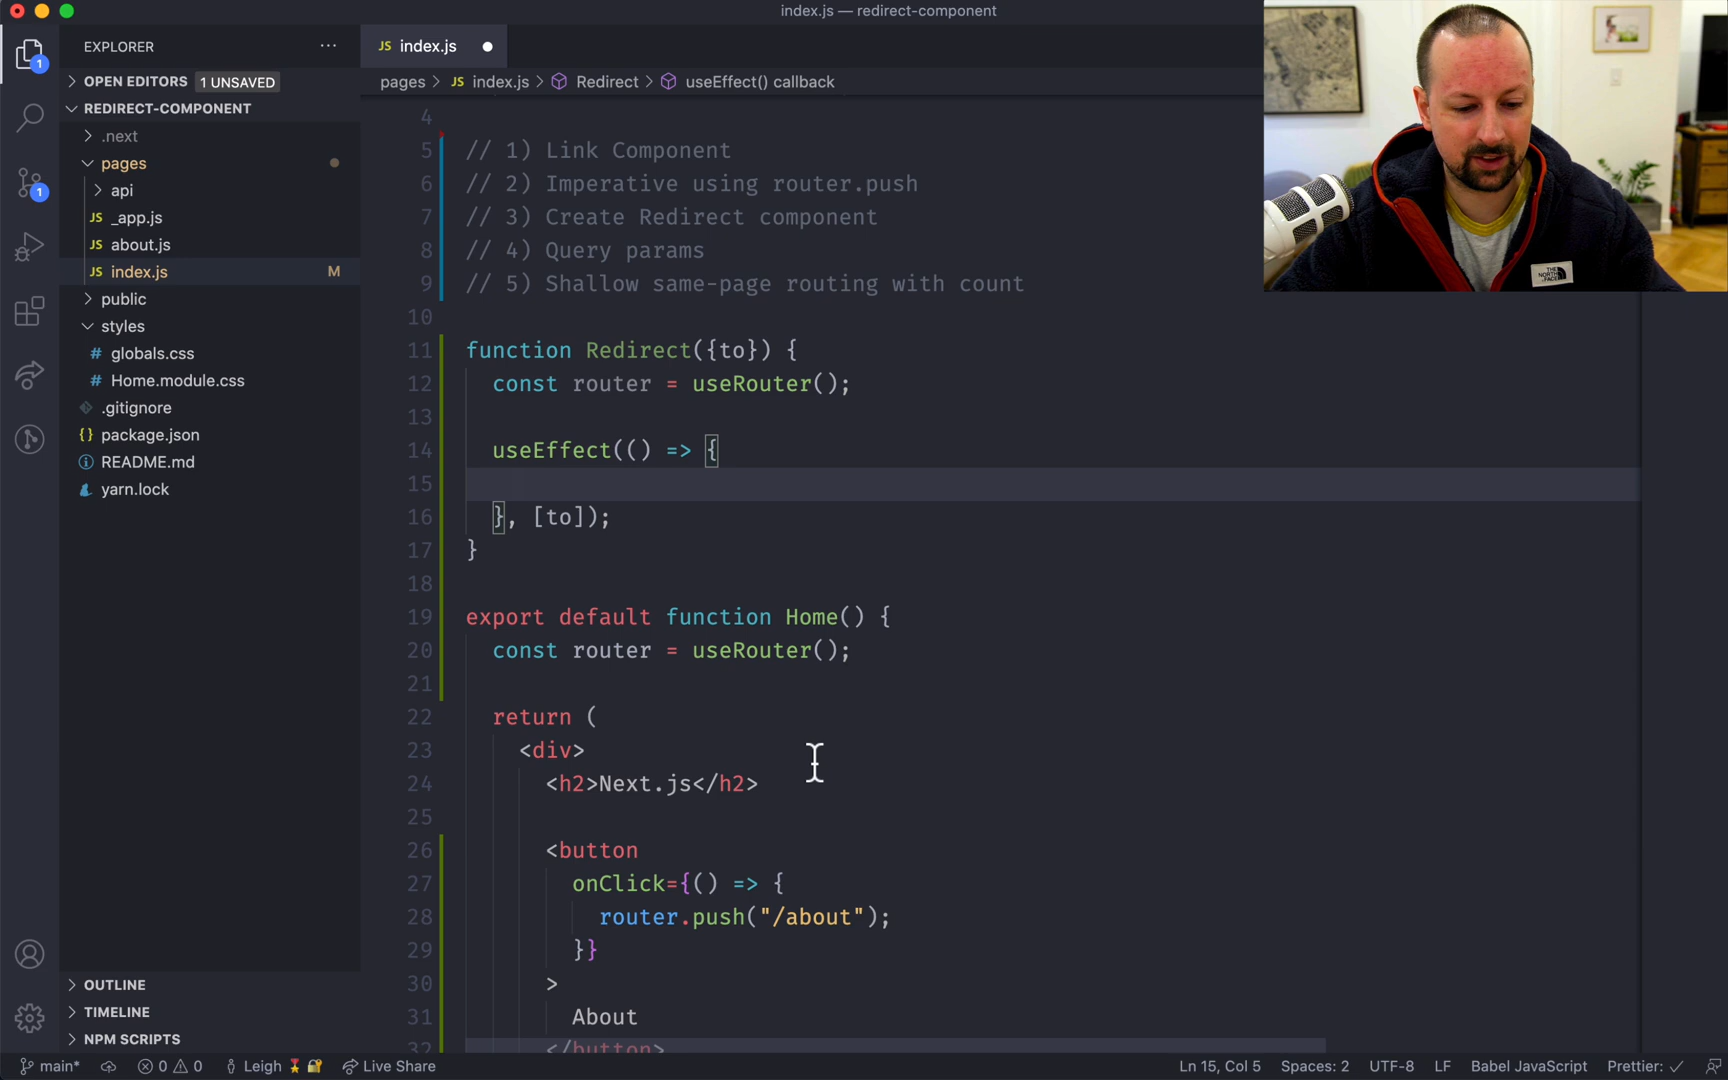 index.js — redirect-component
EXPLORER
OPEN EDITORS 1 UNSAVED
REDIRECT-COMPONENT
.next
pages
api
JS _app.js
JS about.js
JS index.js M
public
styles
# globals.css
# Home.module.css
.gitignore
{} package.json
README.md
yarn.lock
OUTLINE
TIMELINE
NPM SCRIPTS
1
1
JS index.js
pages > JS index.js > Redirect > useEffect() callback
4
5 // 1) Link Component
6 // 2) Imperative using router.push
7 // 3) Create Redirect component
8 // 4) Query params
9 // 5) Shallow same-page routing with count
10
11 function Redirect({to}) {
12 const router = useRouter();
13
14 useEffect(() => {
15
16 }, [to]);
17 }
18
19 export default function Home() {
20 const router = useRouter();
21
22 return (
23 <div>
24 <h2>Next.js</h2>
25
26 <button
27 onClick={() => {
28 router.push("/about");
29 }}
30 >
31 About
32 </button>
THE NORTH FACE
main* 0 0 Leigh Live Share Ln 15, Col 5 Spaces: 2 UTF-8 LF Babel JavaScript Prettier: ✓